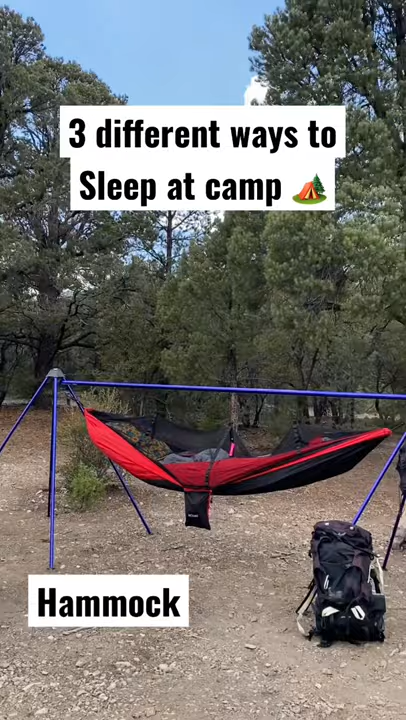 3 different ways to
Sleep at camp 🏕️
Hammock